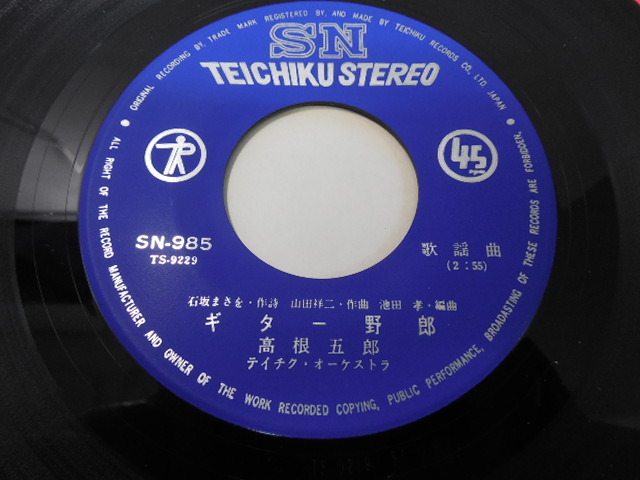 • ORIGINAL RECORDING BY, TRADE MARK REGISTERED BY, AND MADE BY TEICHIKU RECORDS CO., LTD. JAPAN •
SN
TEICHIKU STEREO
45
SN-985
TS-9229
歌謡曲
(2:55)
石坂まさを・作詩 山田祥二・作曲 池田 孝・編曲
ギター野郎
高根五郎
テイチク・オーケストラ
• ALL RIGHT OF THE RECORD MANUFACTURER AND OWNER OF THE WORK RECORDED COPYING, PUBLIC PERFORMANCE, BROADCASTING OF THESE RECORDS ARE FORBIDDEN. •